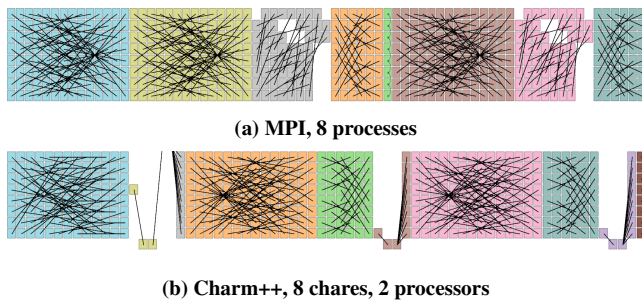 (a) MPI, 8 processes
(b) Charm++, 8 chares, 2 processors